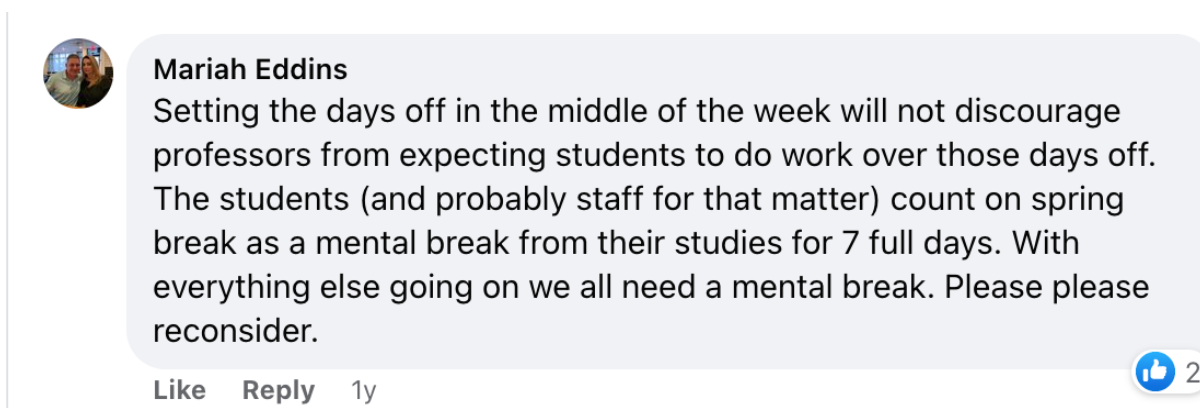 Mariah Eddins
Setting the days off in the middle of the week will not discourage
professors from expecting students to do work over those days off.
The students (and probably staff for that matter) count on spring
break as a mental break from their studies for 7 full days. With
everything else going on we all need a mental break. Please please
reconsider.
Like Reply 1y
2